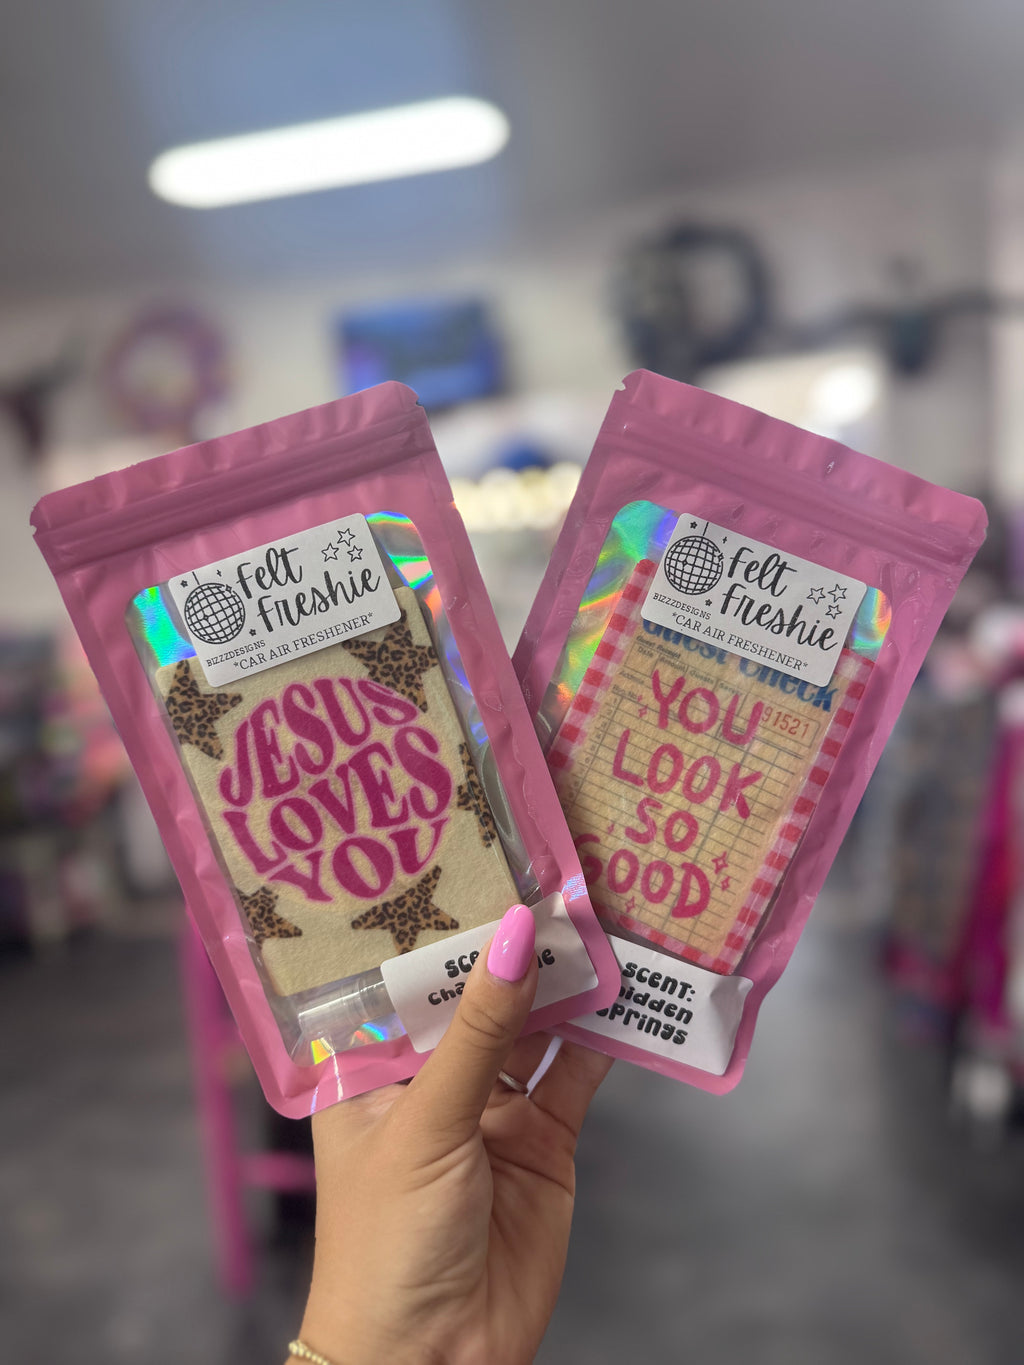 Felt
Freshie
BIZZZDESIGNS
*CAR AIR FRESHENER*
JESUS
LOVES
YOU
Felt
Freshie
BIZZZDESIGNS
*CAR AIR FRESHENER*
Guest Check
91521
YOU
LOOK
SO
GOOD
SCENT:
hidden
springs